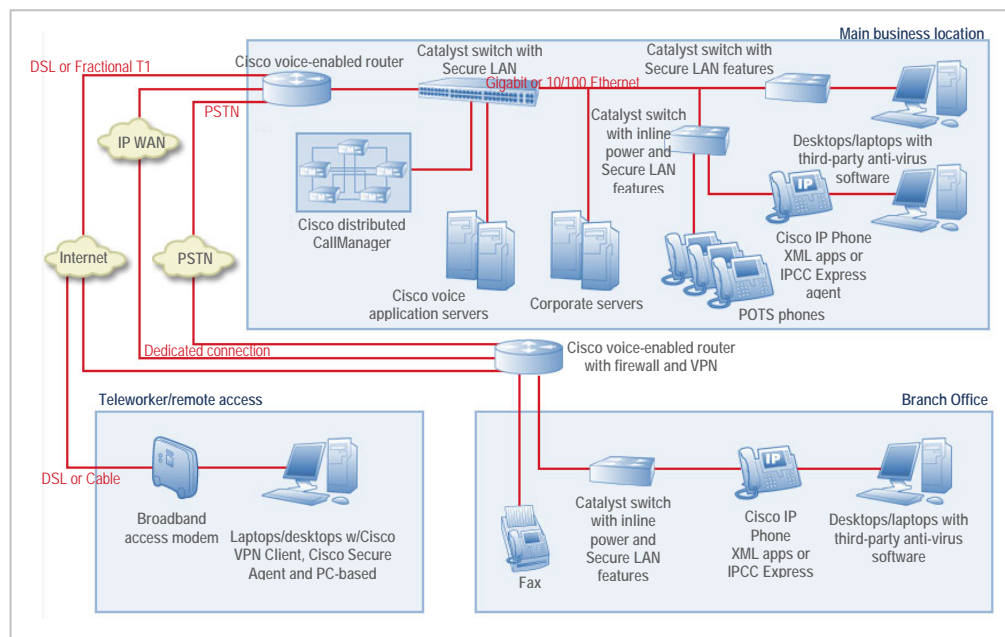 Main business location
Cisco voice-enabled router
Catalyst switch with
Secure LAN
Catalyst switch with
Secure LAN features
DSL or Fractional T1
Gigabit or 10/100 Ethernet
PSTN
IP WAN
Catalyst switch
with inline
power and
Secure LAN
features
Desktops/laptops with
third-party anti-virus
software
IP
Cisco distributed
CallManager
Internet
PSTN
Cisco voice
application servers
Corporate servers
Cisco IP Phone
XML apps or
IPCC Express
agent
POTS phones
Dedicated connection
Cisco voice-enabled router
with firewall and VPN
Teleworker/remote access
DSL or Cable
Broadband
access modem
Laptops/desktops w/Cisco
VPN Client, Cisco Secure
Agent and PC-based
Branch Office
IP
Fax
Catalyst switch
with inline
power and
Secure LAN
features
Cisco IP
Phone
XML apps or
IPCC Express
Desktops/laptops with
third-party anti-virus
software